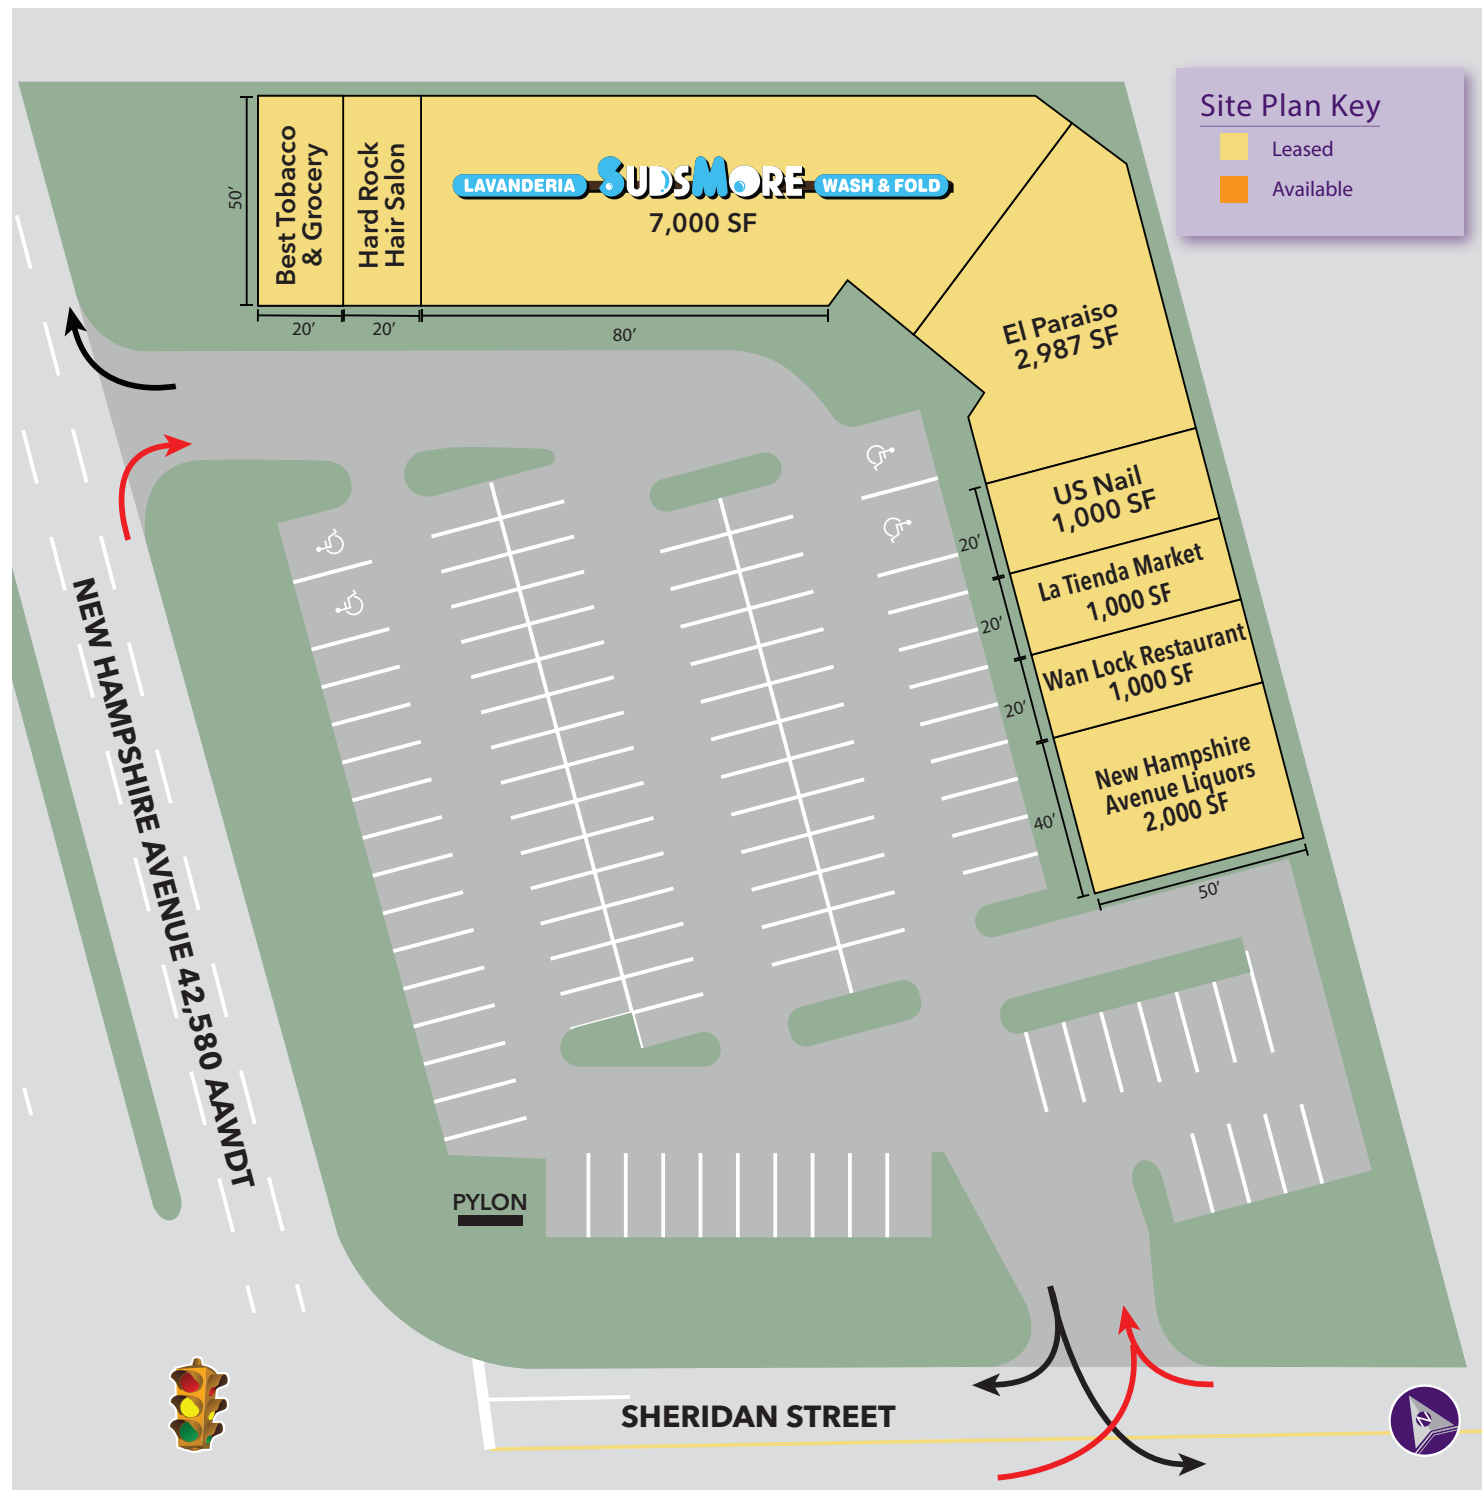 Site Plan Key
Leased
Available
50'
Best Tobacco
& Grocery
Hard Rock
Hair Salon
LAVANDERIA SUDSMORE WASH & FOLD
7,000 SF
20'
20'
80'
El Paraiso
2,987 SF
US Nail
1,000 SF
20'
La Tienda Market
1,000 SF
20'
Wan Lock Restaurant
1,000 SF
20'
New Hampshire
Avenue Liquors
2,000 SF
40'
50'
NEW HAMPSHIRE AVENUE 42,580 AAWDT
PYLON
SHERIDAN STREET
N